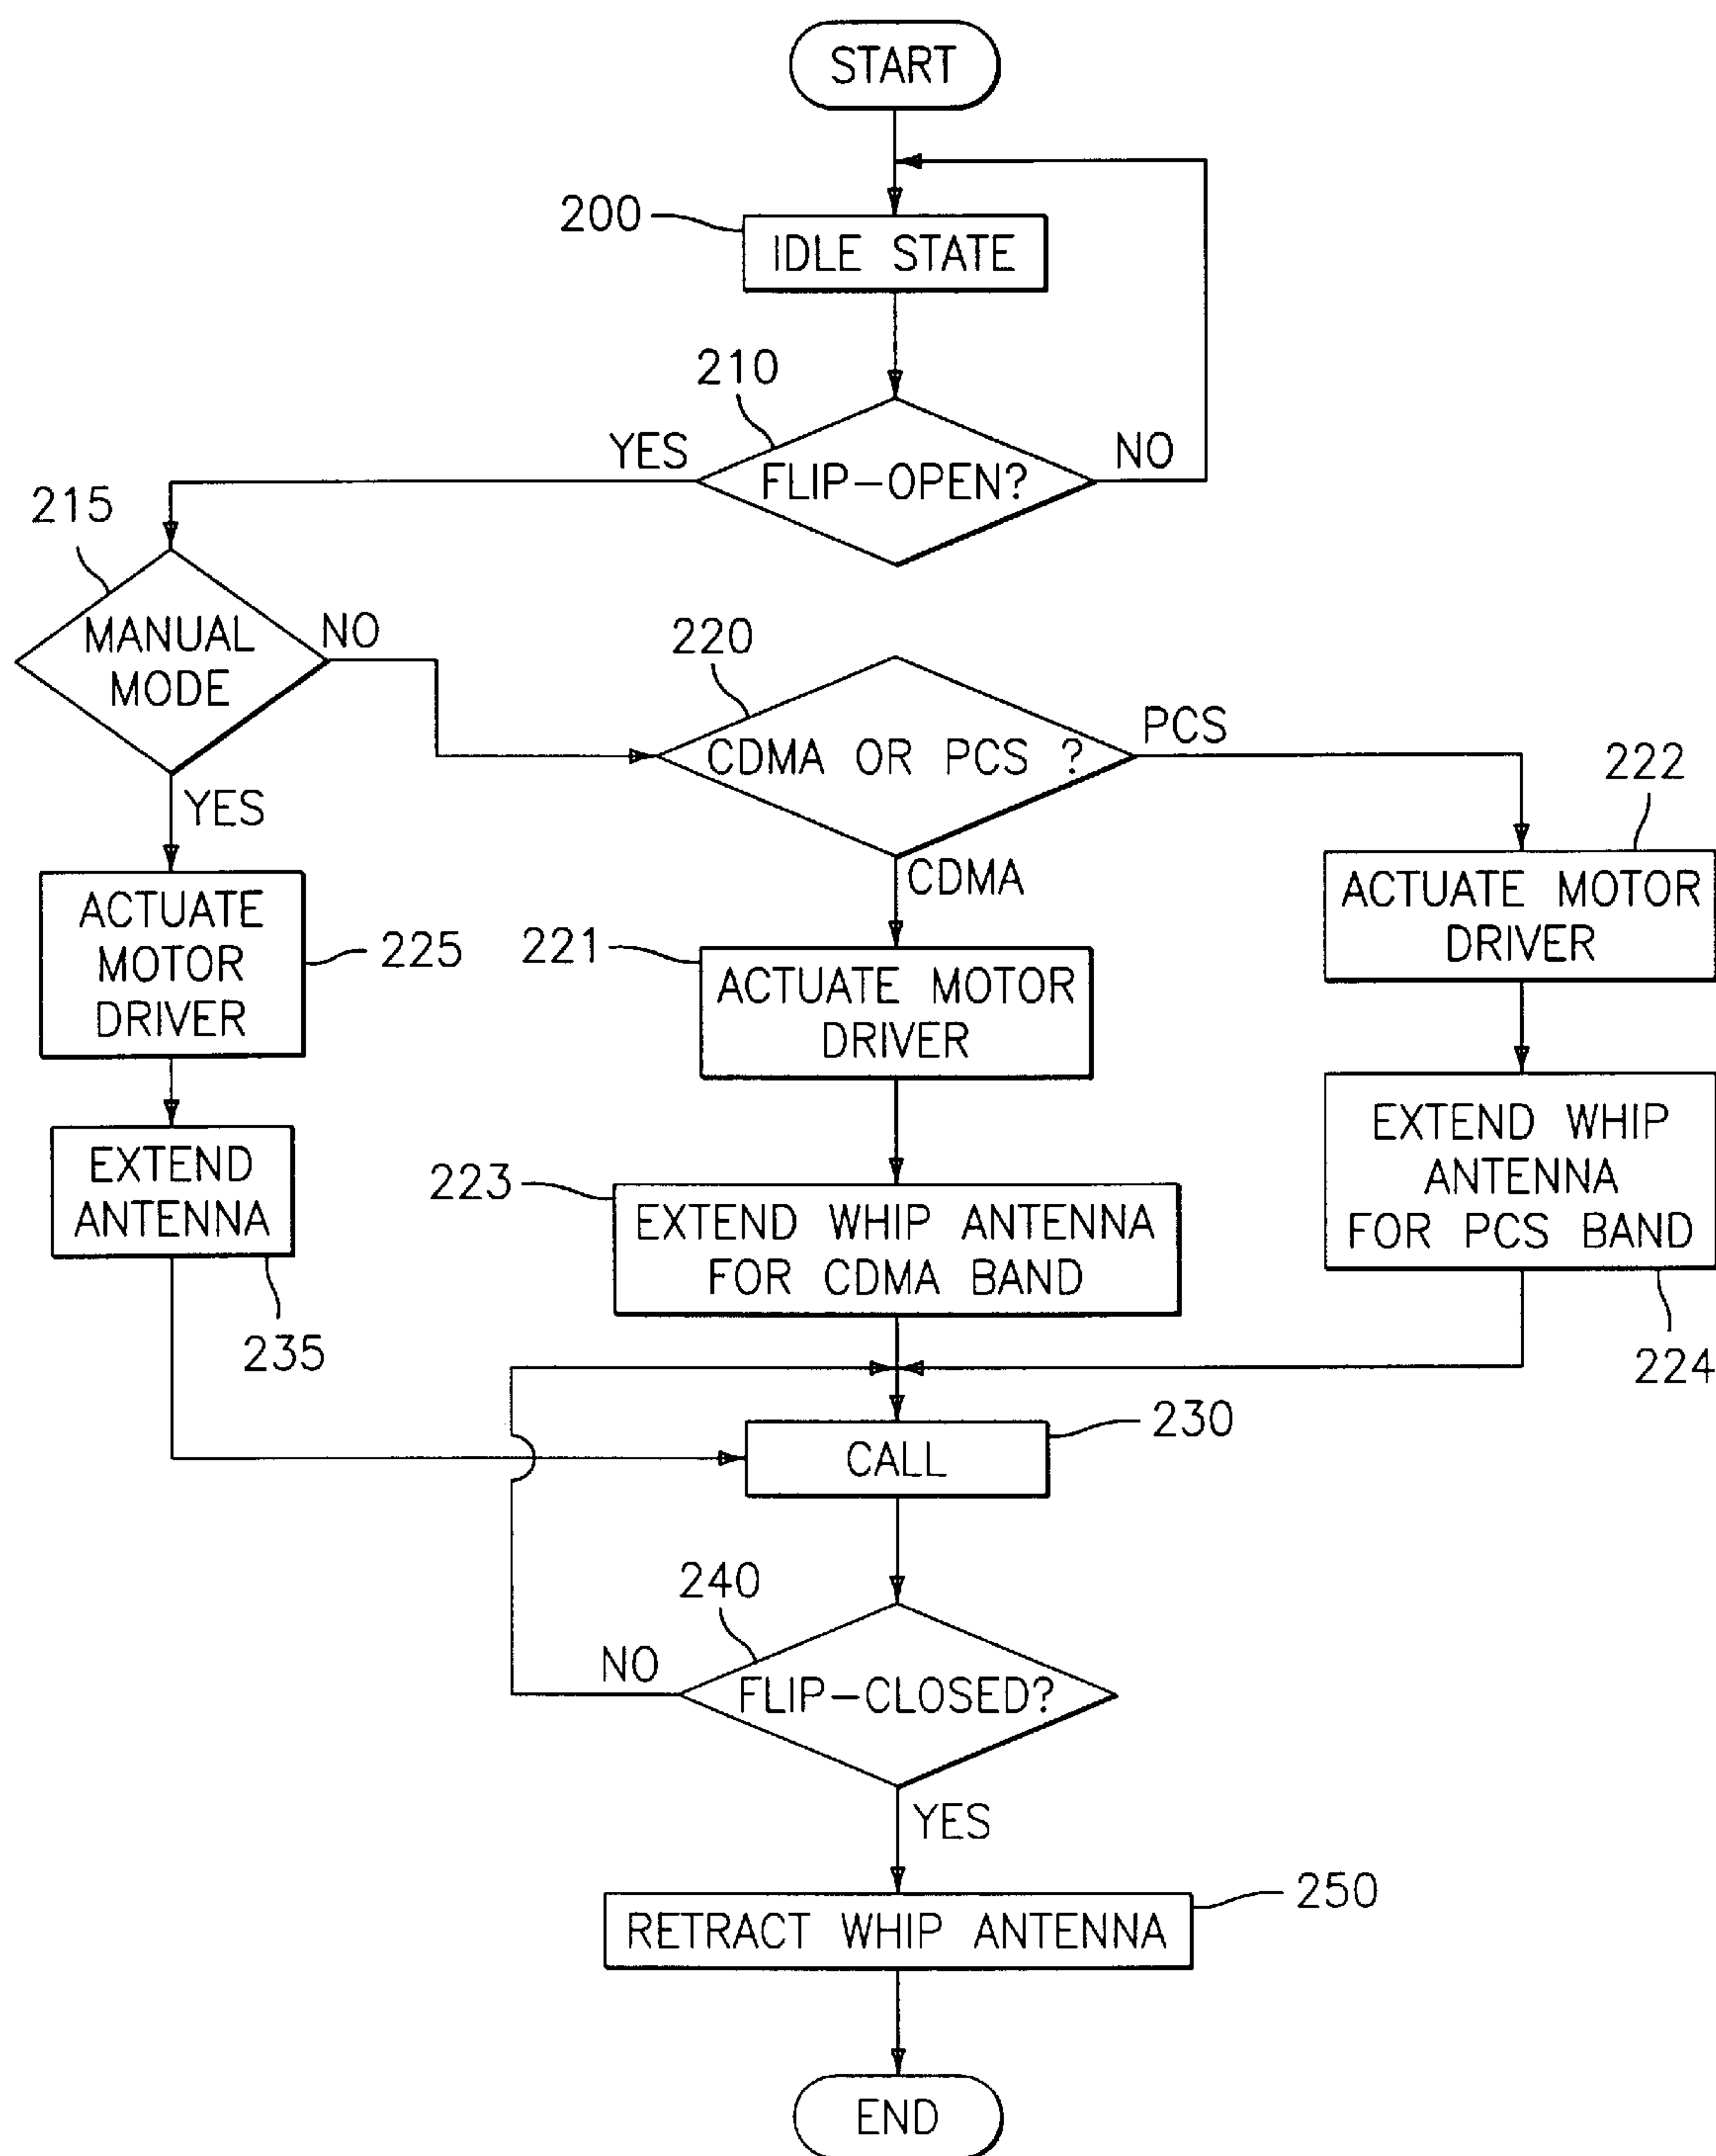 START
200
IDLE STATE
210
YES
FLIP-OPEN?
NO
215
MANUAL
MODE
NO
220
CDMA OR PCS ?
PCS
222
YES
CDMA
ACTUATE
MOTOR
DRIVER
225
221
ACTUATE MOTOR
DRIVER
ACTUATE MOTOR
DRIVER
EXTEND
ANTENNA
235
223
EXTEND WHIP ANTENNA
FOR CDMA BAND
EXTEND WHIP
ANTENNA
FOR PCS BAND
224
230
CALL
240
NO
FLIP-CLOSED?
YES
250
RETRACT WHIP ANTENNA
END